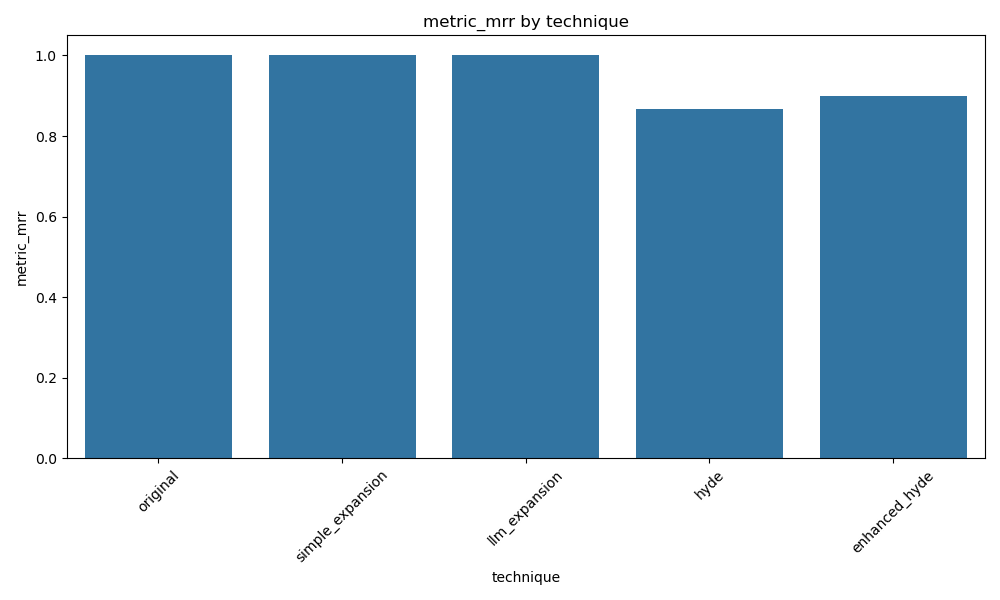 metric_mrr by technique
metric_mrr
1.0
0.8
0.6
0.4
0.2
0.0
original
simple_expansion
llm_expansion
hyde
enhanced_hyde
technique